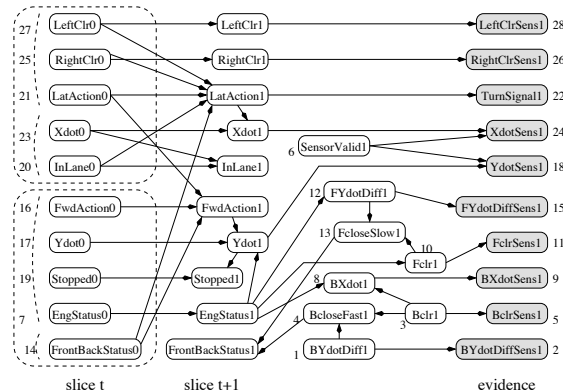 27 LeftClr0 LeftClr1 LeftClrSens1 28
25 RightClr0 RightClr1 RightClrSens1 26
21 LatAction0 LatAction1 TurnSignal1 22
23 Xdot0 Xdot1 XdotSens1 24
6 SensorValid1
20 InLane0 InLane1 YdotSens1 18
12 FYdotDiff1
16 FwdAction0 FwdAction1 FYdotDiffSens1 15
13 FcloseSlow1
17 Ydot0 Ydot1 FclrSens1 11
10 Fclr1
19 Stopped0 Stopped1 8 BXdot1 BXdotSens1 9
7 EngStatus0 EngStatus1 4 BcloseFast1 3 Bclr1 BclrSens1 5
14 FrontBackStatus0 FrontBackStatus1 1 BYdotDiff1 BYdotDiffSens1 2
slice t slice t+1 evidence